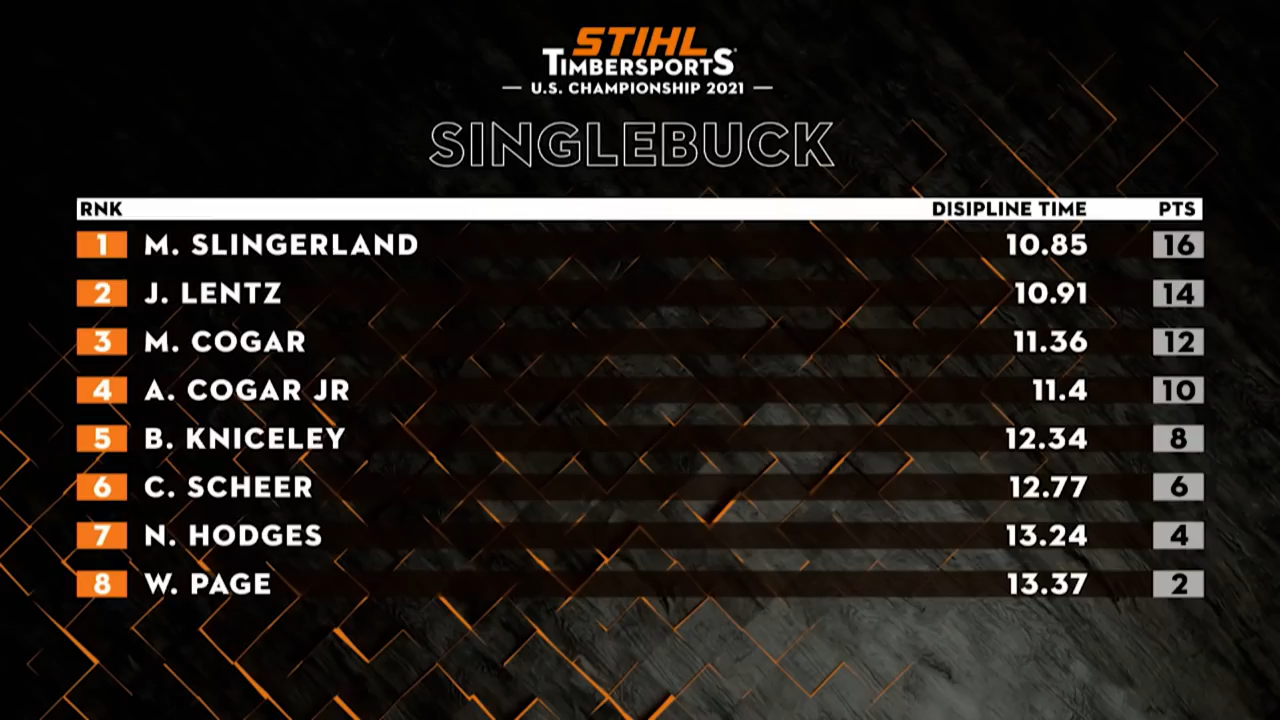 STIHL
TIMBERSPORTS
U.S. CHAMPIONSHIP 2021
SINGLEBUCK
RNK DISIPLINE TIME PTS
1 M. SLINGERLAND 10.85 16
2 J. LENTZ 10.91 14
3 M. COGAR 11.36 12
4 A. COGAR JR 11.4 10
5 B. KNICELEY 12.34 8
6 C. SCHEER 12.77 6
7 N. HODGES 13.24 4
8 W. PAGE 13.37 2